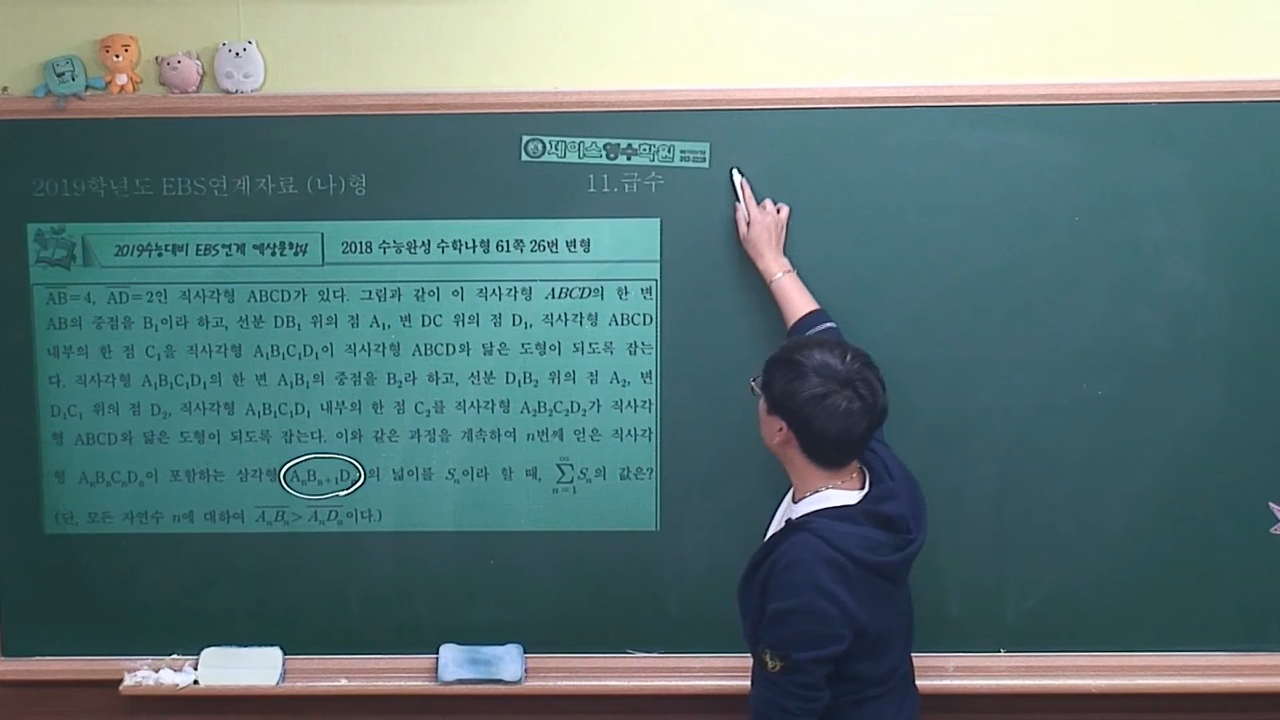 제이스영수학원
2019학년도 EBS연계자료 (나)형
11.급수
2019수능대비 EBS연계 예상문항4
2018 수능완성 수학나형 61쪽 26번 변형
AB=4, AD=2인 직사각형 ABCD가 있다. 그림과 같이 이 직사각형 ABCD의 한 변
AB의 중점을 B₁이라 하고, 선분 DB₁ 위의 점 A₁, 변 DC 위의 점 D₁, 직사각형 ABCD
내부의 한 점 C₁을 직사각형 A₁B₁C₁D₁이 직사각형 ABCD와 닮은 도형이 되도록 잡는
다. 직사각형 A₁B₁C₁D₁의 한 변 A₁B₁의 중점을 B₂라 하고, 선분 D₁B₂ 위의 점 A₂, 변
D₁C₁ 위의 점 D₂, 직사각형 A₁B₁C₁D₁ 내부의 한 점 C₂를 직사각형 A₂B₂C₂D₂가 직사각
형 ABCD와 닮은 도형이 되도록 잡는다. 이와 같은 과정을 계속하여 n번째 얻은 직사각
형 AₙBₙCₙDₙ이 포함하는 삼각형 AₙBₙ₊₁Dₙ의 넓이를 Sₙ이라 할 때, ∑ₙ₌₁^∞ Sₙ의 값은?
(단, 모든 자연수 n에 대하여 AₙBₙ>AₙDₙ이다.)